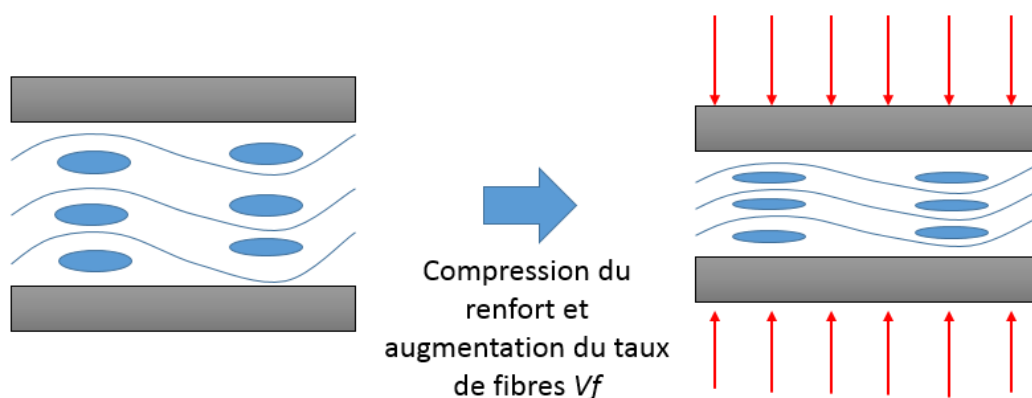 Compression du
renfort et
augmentation du taux
de fibres Vf